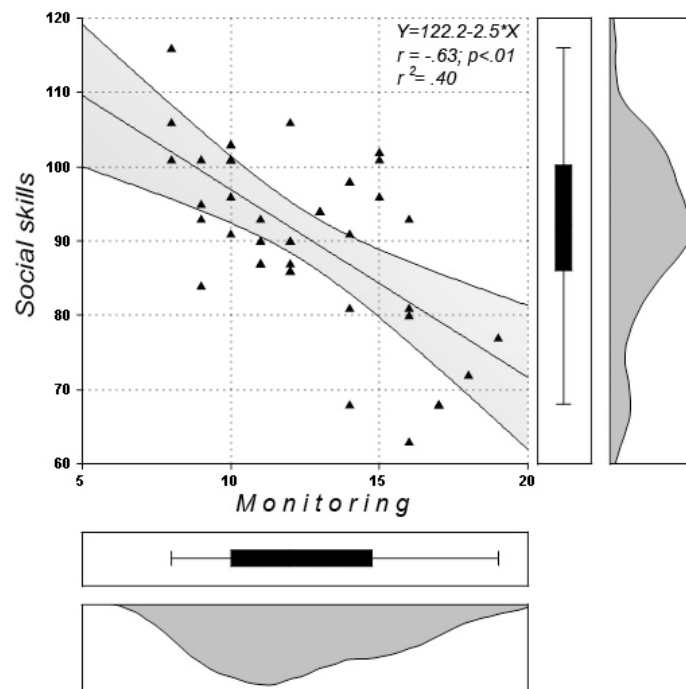 Y=122.2-2.5*X
r = -.63; p<.01
r²= .40
120
110
100
90
80
70
60
Social skills
5
10
15
20
Monitoring